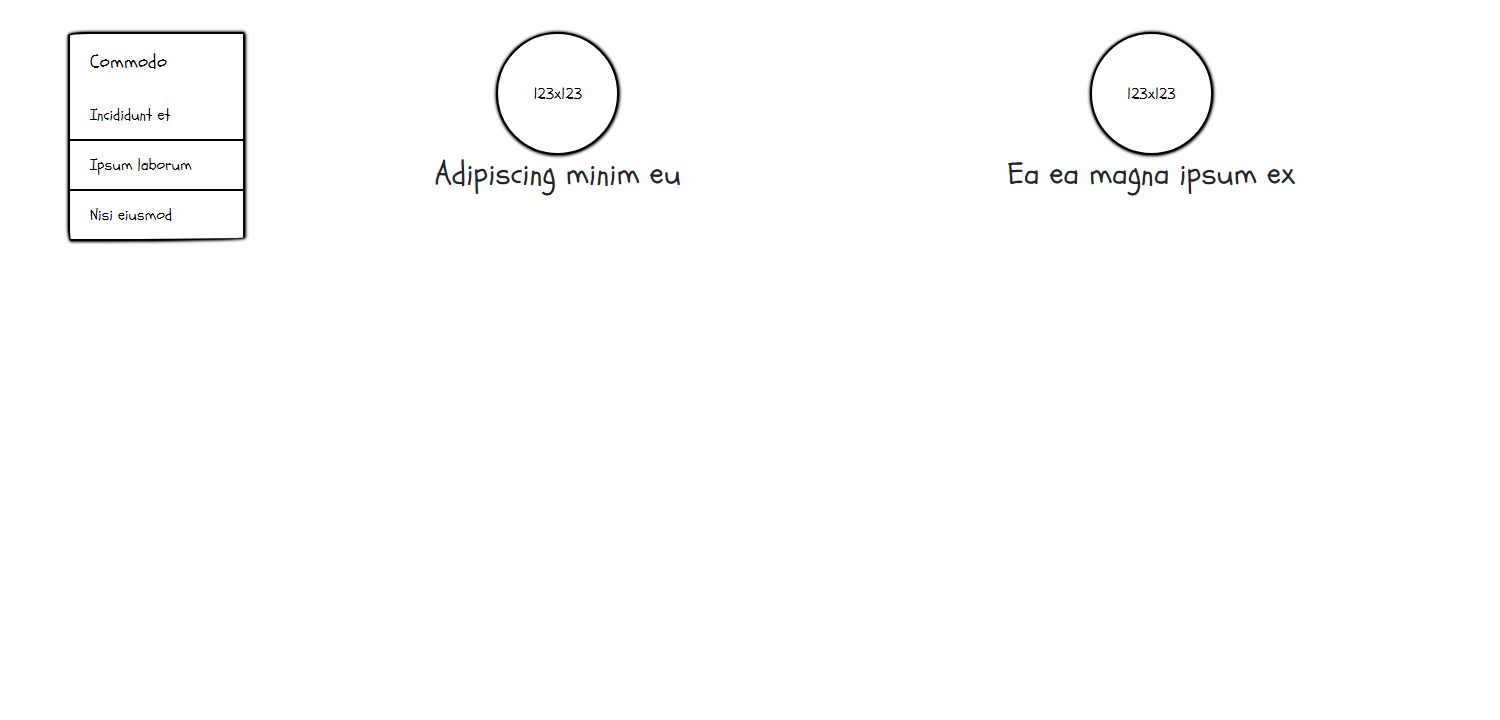 Commodo
Incididunt et
Ipsum laborum
Nisi eiusmod
123x123
Adipiscing minim eu
123x123
Ea ea magna ipsum ex